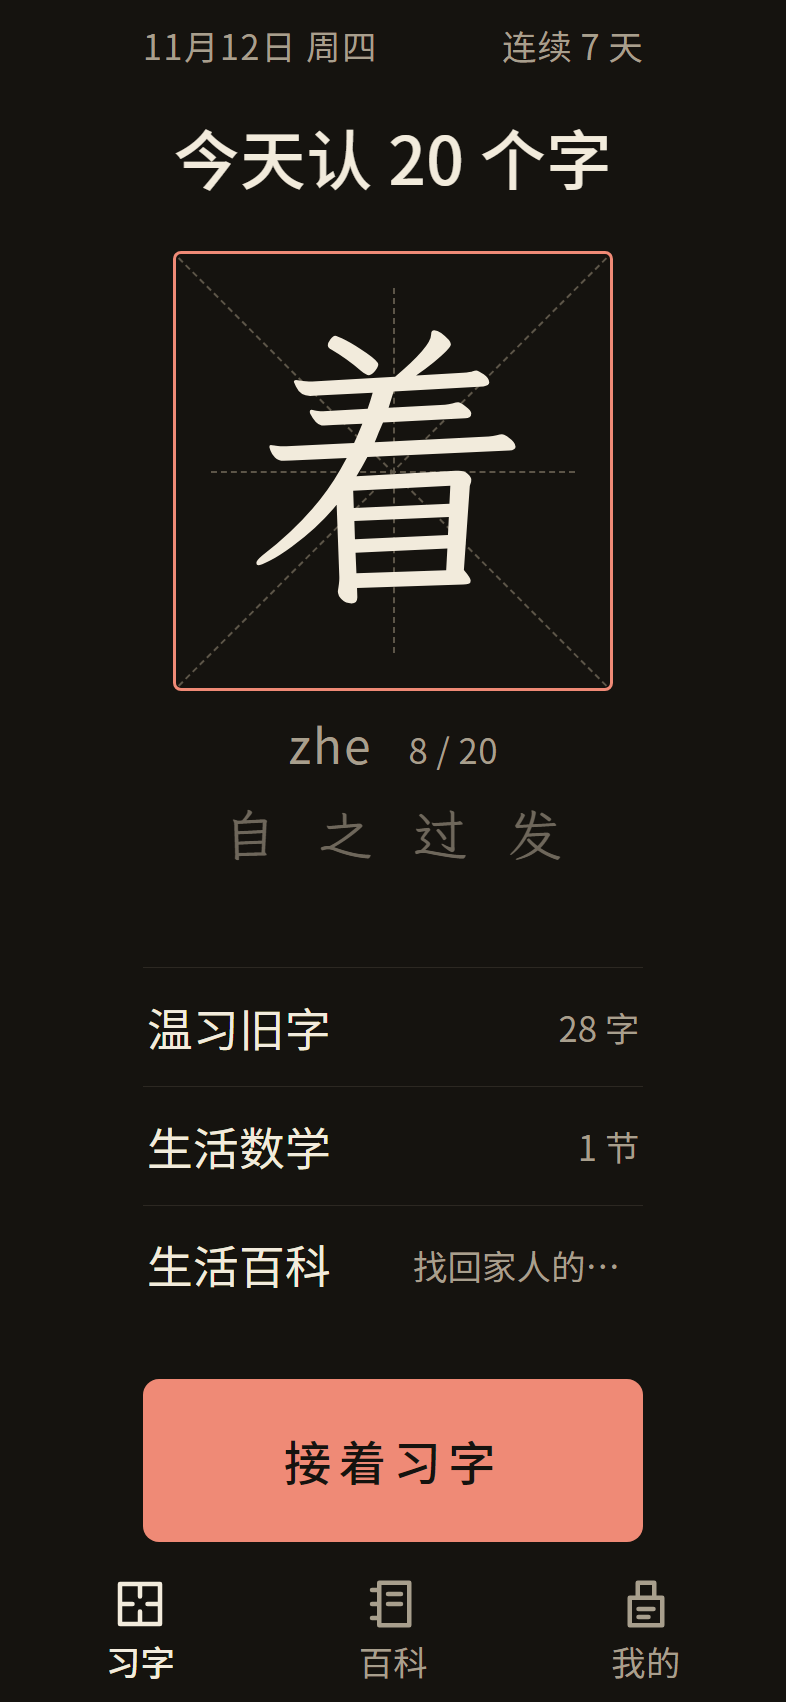 11月12日 周四
连续 7 天
今天认 20 个字
着
zhe 8 / 20
自 之 过 发
温习旧字 28 字
生活数学 1 节
生活百科 找回家人的…
接着习字
习字 百科 我的